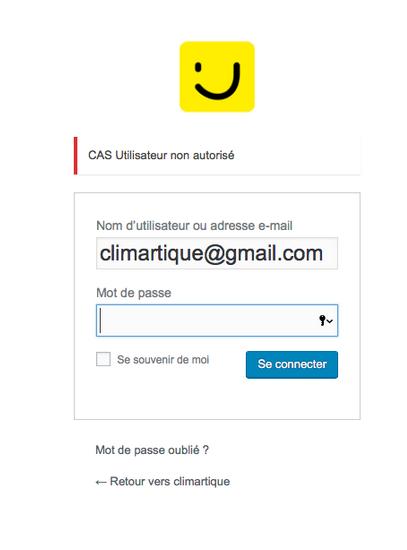 CAS Utilisateur non autorisé
Nom d'utilisateur ou adresse e-mail
climartique@gmail.com
Mot de passe
Se souvenir de moi
Se connecter
Mot de passe oublié ?
← Retour vers climartique